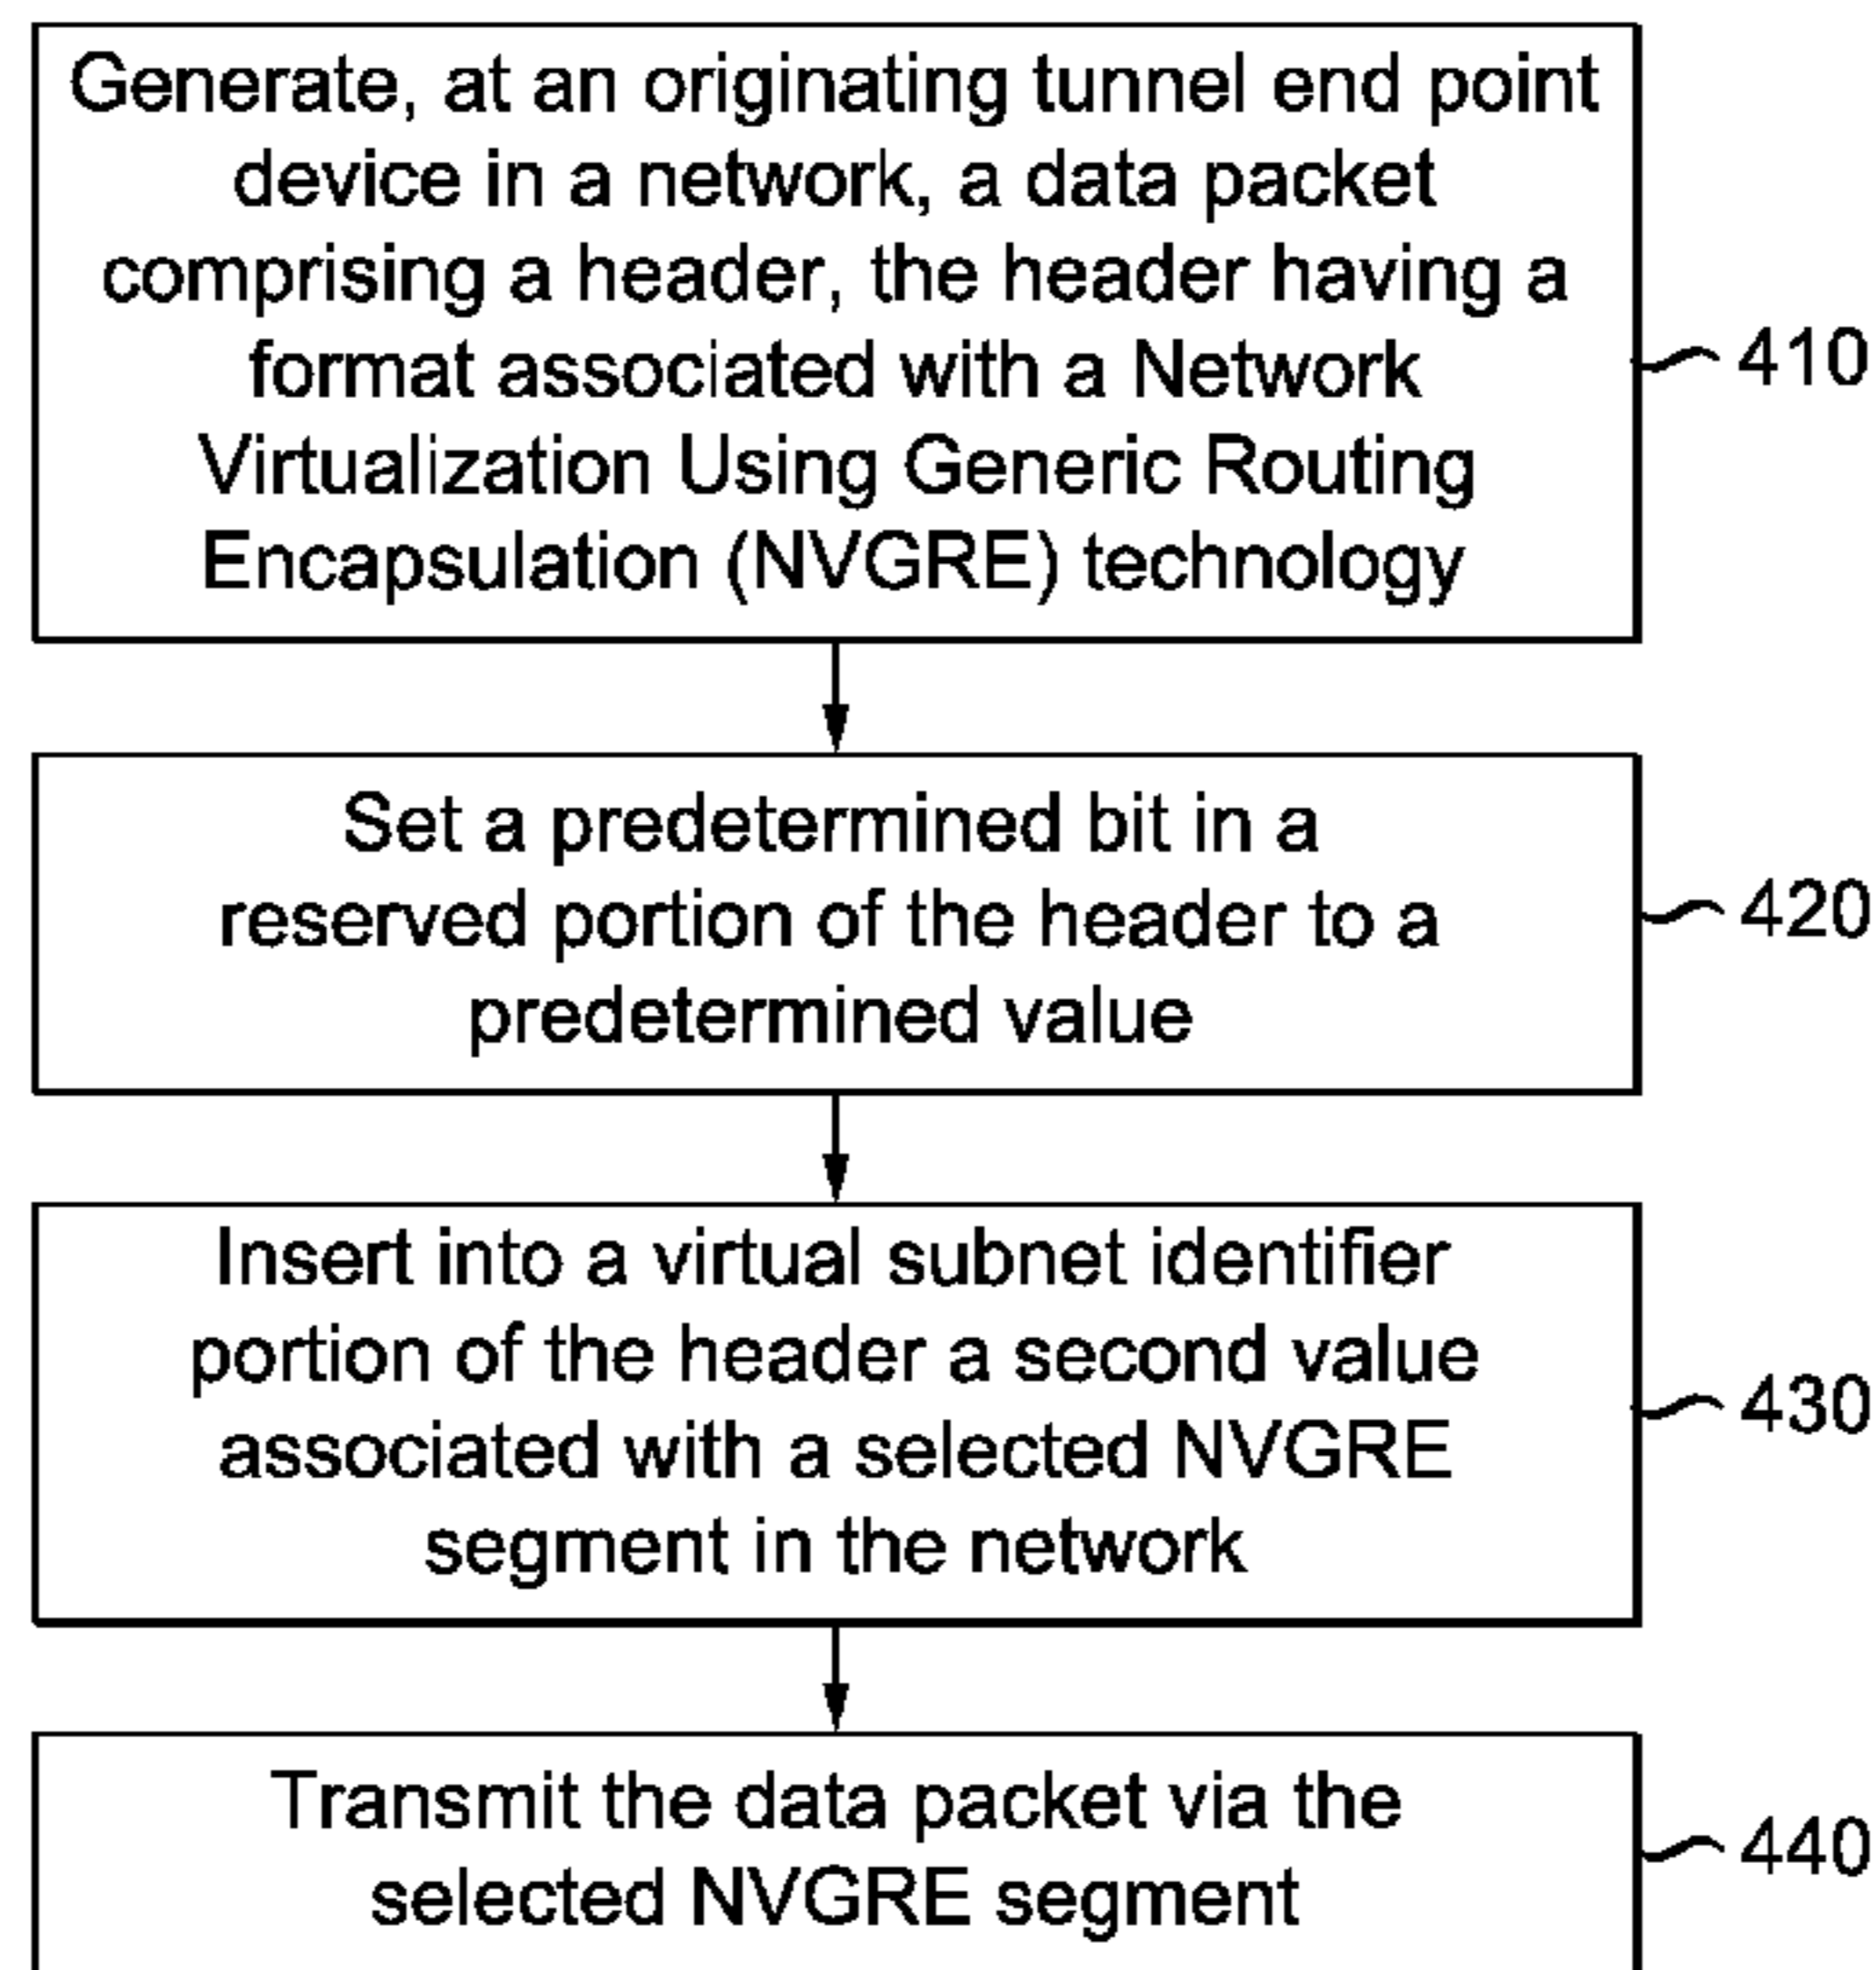 Generate, at an originating tunnel end point
device in a network, a data packet
comprising a header, the header having a
format associated with a Network
Virtualization Using Generic Routing
Encapsulation (NVGRE) technology
410
Set a predetermined bit in a
reserved portion of the header to a
predetermined value
420
Insert into a virtual subnet identifier
portion of the header a second value
associated with a selected NVGRE
segment in the network
430
Transmit the data packet via the
selected NVGRE segment
440